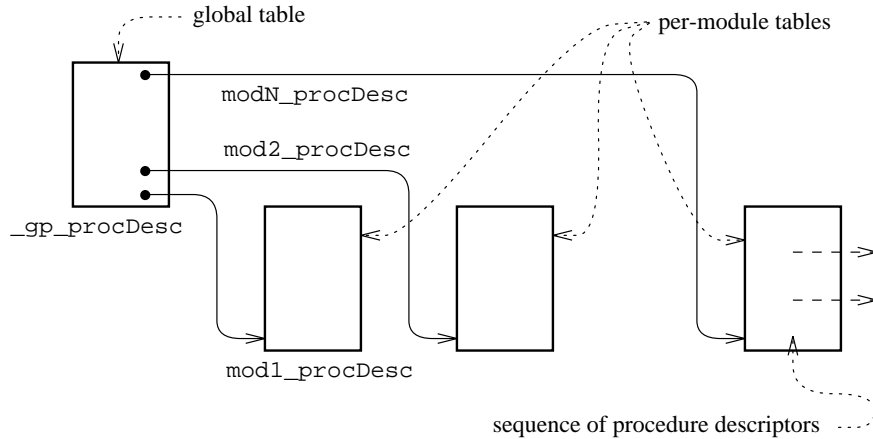 global table
per-module tables
modN_procDesc
mod2_procDesc
_gp_procDesc
mod1_procDesc
sequence of procedure descriptors